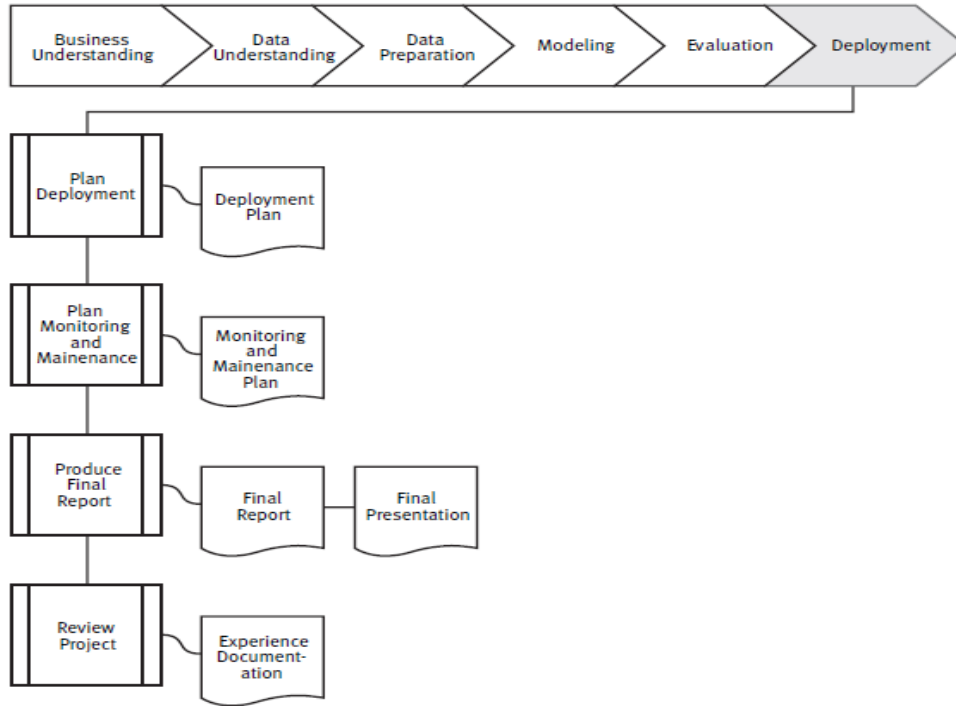 Business
Understanding
Data
Understanding
Data
Preparation
Modeling
Evaluation
Deployment
Plan
Deployment
Deployment
Plan
Plan
Monitoring
and
Mainenance
Monitoring
and
Mainenance
Plan
Produce
Final
Report
Final
Report
Final
Presentation
Review
Project
Experience
Document-
ation